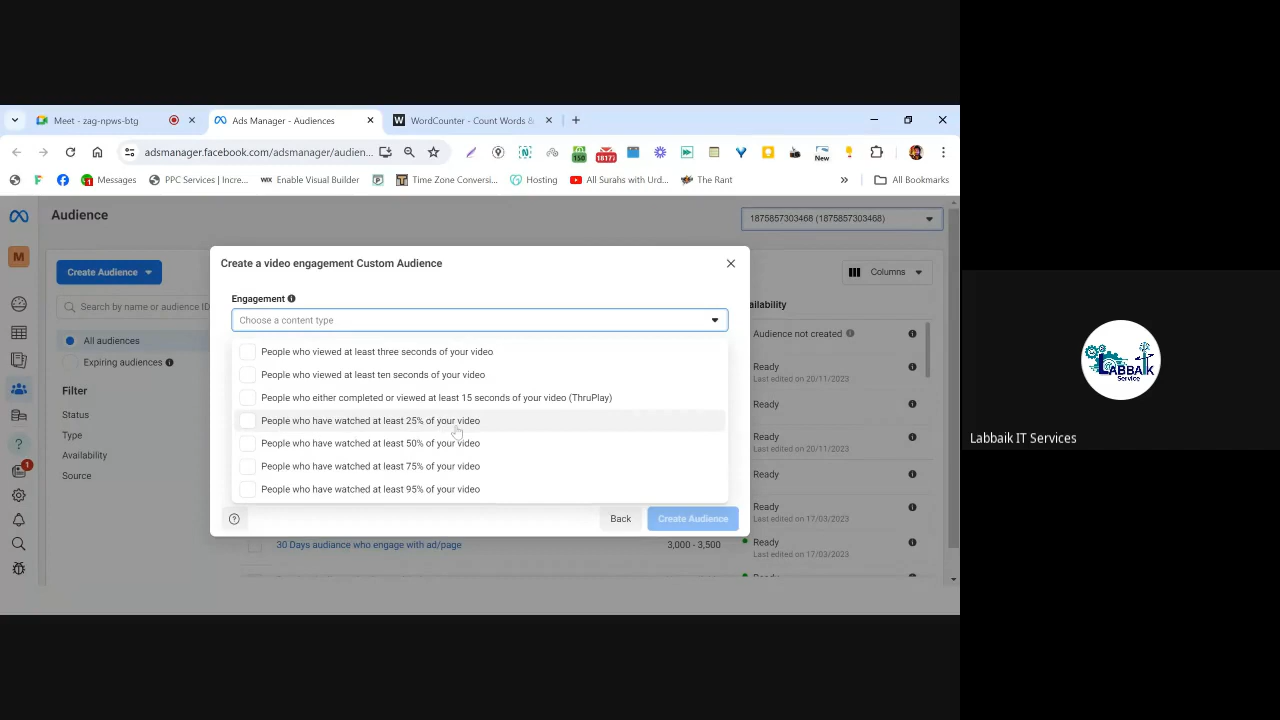 Meet - zag-npws-btg
Ads Manager - Audiences
WordCounter - Count Words &
adsmanager.facebook.com/adsmanager/audien...
150
18177
New
Messages
PPC Services | Incre...
WIX Enable Visual Builder
Time Zone Conversi...
Hosting
All Surahs with Urd...
The Rant
All Bookmarks
Audience
1875857303468 (1875857303468)
M
Create Audience
Create a video engagement Custom Audience
Columns
Search by name or audience ID
Engagement
ailability
Choose a content type
All audiences
Audience not created
Expiring audiences
People who viewed at least three seconds of your video
Ready
Last edited on 20/11/2023
People who viewed at least ten seconds of your video
Filter
People who either completed or viewed at least 15 seconds of your video (ThruPlay)
Ready
Status
People who have watched at least 25% of your video
Type
Ready
Last edited on 20/11/2023
People who have watched at least 50% of your video
Availability
People who have watched at least 75% of your video
Ready
Source
1
People who have watched at least 95% of your video
Ready
Last edited on 17/03/2023
Back
Create Audience
30 Days audience who engage with ad/page
3,000 - 3,500
Ready
Last edited on 17/03/2023
LABBAIK
Service
Labbaik IT Services